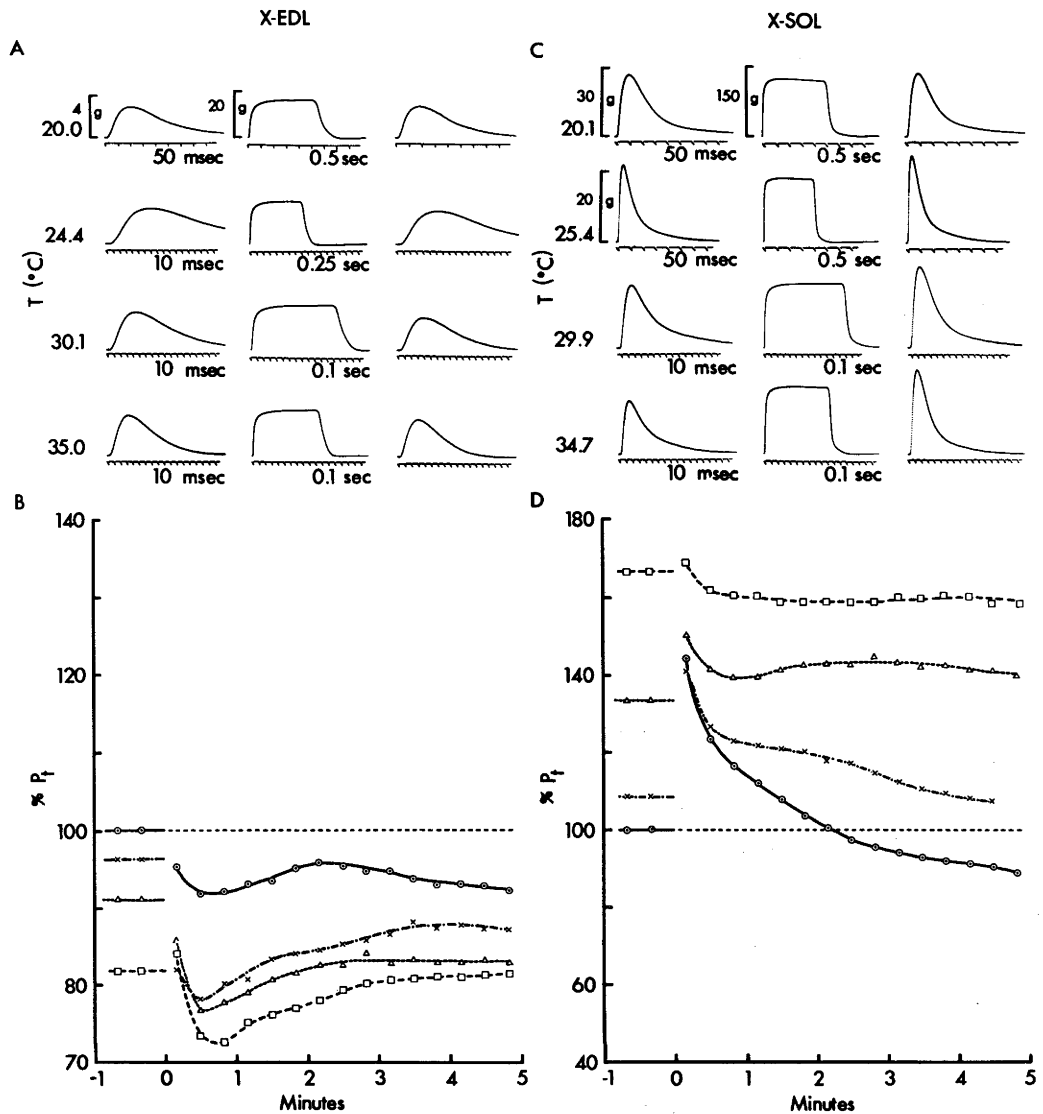 X-EDL
X-SOL
A
C
4
g
20
g
20.0
50 msec
0.5 sec
24.4
10 msec
0.25 sec
T (°C)
30.1
10 msec
0.1 sec
35.0
10 msec
0.1 sec
30
g
150
g
20.1
50 msec
0.5 sec
20
g
25.4
50 msec
0.5 sec
T (°C)
29.9
10 msec
0.1 sec
34.7
10 msec
0.1 sec
B
140
120
100
80
70
% Pt
-1 0 1 2 3 4 5
Minutes
D
180
140
100
60
40
% Pt
-1 0 1 2 3 4 5
Minutes